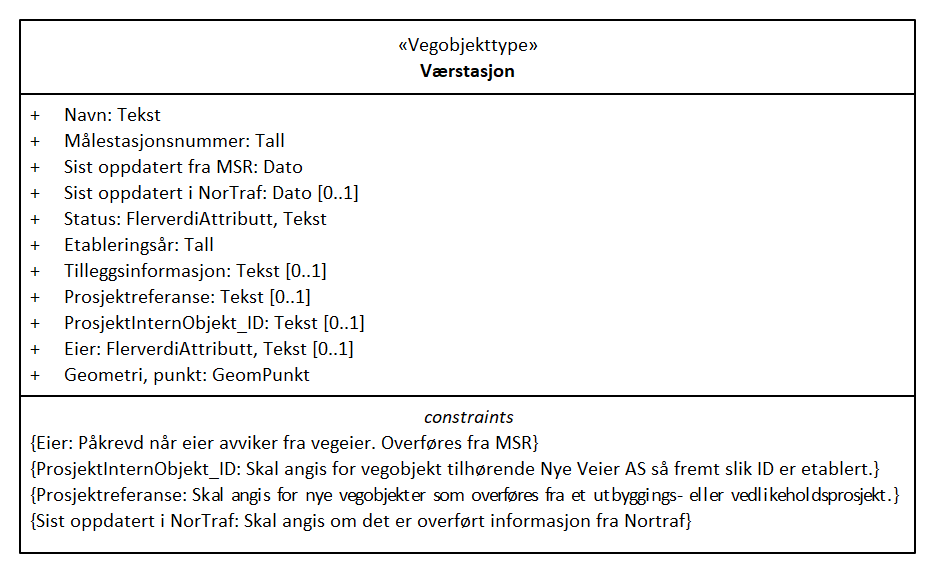 «Vegobjekttype»
Værstasjon
+ Navn: Tekst
+ Målestasjonsnummer: Tall
+ Sist oppdatert fra MSR: Dato
+ Sist oppdatert i NorTraf: Dato [0..1]
+ Status: FlerverdiAttributt, Tekst
+ Etableringsår: Tall
+ Tilleggsinformasjon: Tekst [0..1]
+ Prosjektreferanse: Tekst [0..1]
+ ProsjektInternObjekt_ID: Tekst [0..1]
+ Eier: FlerverdiAttributt, Tekst [0..1]
+ Geometri, punkt: GeomPunkt
constraints
{Eier: Påkrevd når eier avviker fra vegeier. Overføres fra MSR}
{ProsjektInternObjekt_ID: Skal angis for vegobjekt tilhørende Nye Veier AS så fremt slik ID er etablert.}
{Prosjektreferanse: Skal angis for nye vegobjekter som overføres fra et utbyggings- eller vedlikeholdsprosjekt.}
{Sist oppdatert i NorTraf: Skal angis om det er overført informasjon fra Nortraf}